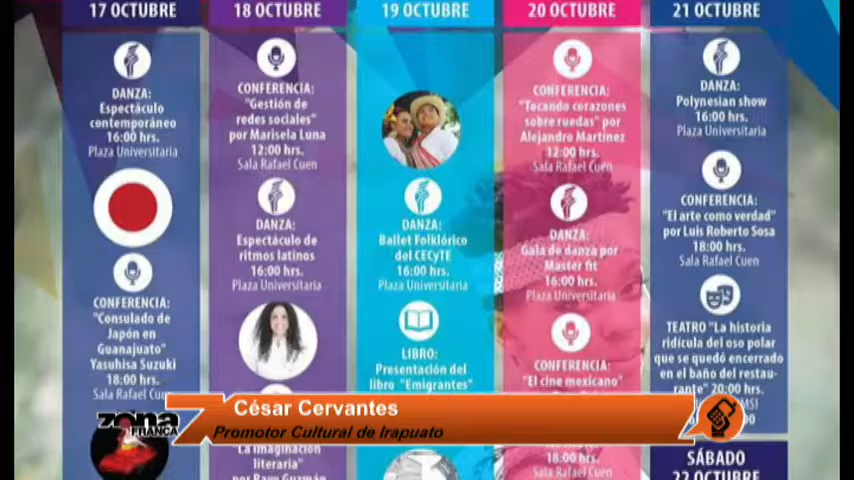 17 OCTUBRE
DANZA:
Espectáculo
contemporáneo
16:00 hrs.
Plaza Universitaria
CONFERENCIA:
"Consulado de
Japón en
Guanajuato"
Yasuhisa Suzuki
18:00 hrs.
Sala Rafael Cuen
18 OCTUBRE
CONFERENCIA:
"Gestión de
redes sociales"
por Marisela Luna
12:00 hrs.
Sala Rafael Cuen
DANZA:
Espectáculo de
ritmos latinos
16:00 hrs.
Plaza Universitaria
"La imaginación
literaria"
19 OCTUBRE
DANZA:
Ballet Folklórico
del CECyTE
16:00 hrs.
Plaza Universitaria
LIBRO:
Presentación del
libro "Emigrantes"
20 OCTUBRE
CONFERENCIA:
"Tocando corazones
sobre ruedas" por
Alejandro Martínez
12:00 hrs.
Sala Rafael Cuen
DANZA:
Gala de danza por
Master fit
16:00 hrs.
Plaza Universitaria
CONFERENCIA:
"El cine mexicano"
18:00 hrs.
Sala Rafael Cuen
21 OCTUBRE
DANZA:
Polynesian show
16:00 hrs.
Plaza Universitaria
CONFERENCIA:
"El arte como verdad"
por Luis Roberto Sosa
18:00 hrs.
Sala Rafael Cuen
TEATRO "La historia
ridícula del oso polar
que se quedó encerrado
en el baño del restau-
rante" 20:00 hrs.
SÁBADO
22 OCTUBRE
zona
FRANCA
César Cervantes
Promotor Cultural de Irapuato